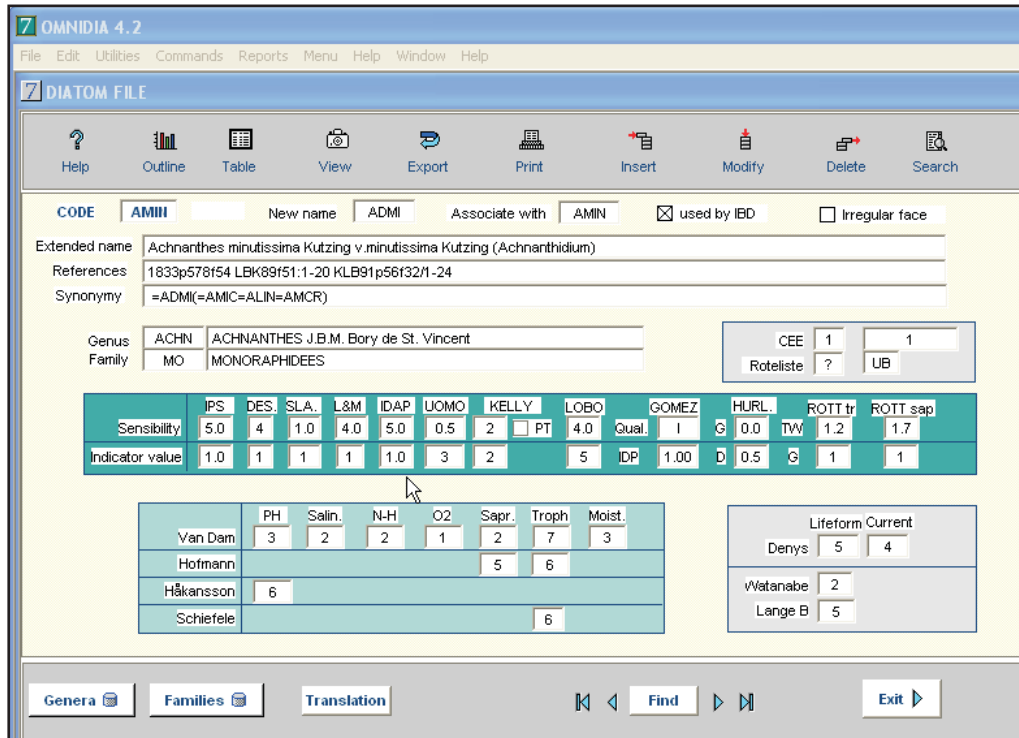 7 OMNIDIA 4.2
File Edit Utilities Commands Reports Menu Help Window Help
7 DIATOM FILE
? Help Outline Table View Export Print Insert Modify Delete Search
CODE AMIN New name ADMI Associate with AMIN used by IBD Irregular face
Extended name Achnanthes minutissima Kutzing v.minutissima Kutzing (Achnanthidium)
References 1833p578f54 LBK89f51:1-20 KLB91p56f32/1-24
Synonymy =ADMI(=AMIC=ALIN=AMCR)
Genus ACHN ACHNANTHES J.B.M. Bory de St. Vincent
Family MO MONORAPHIDEES
CEE 1 1
Roteliste ? UB
IPS DES. SLA. L&M IDAP UOMO KELLY LOBO GOMEZ HURL. ROTT tr ROTT sap
Sensibility 5.0 4 1.0 4.0 5.0 0.5 2 PT 4.0 Qual. I G 0.0 TW 1.2 1.7
Indicator value 1.0 1 1 1 1.0 3 2 5 IDP 1.00 D 0.5 G 1 1
PH Salin. N-H O2 Sapr. Troph Moist.
Van Dam 3 2 2 1 2 7 3
Hofmann 5 6
Håkansson 6
Schiefele 6
Lifeform Current
Denys 5 4
Watanabe 2
Lange B 5
Genera Families Translation Find Exit